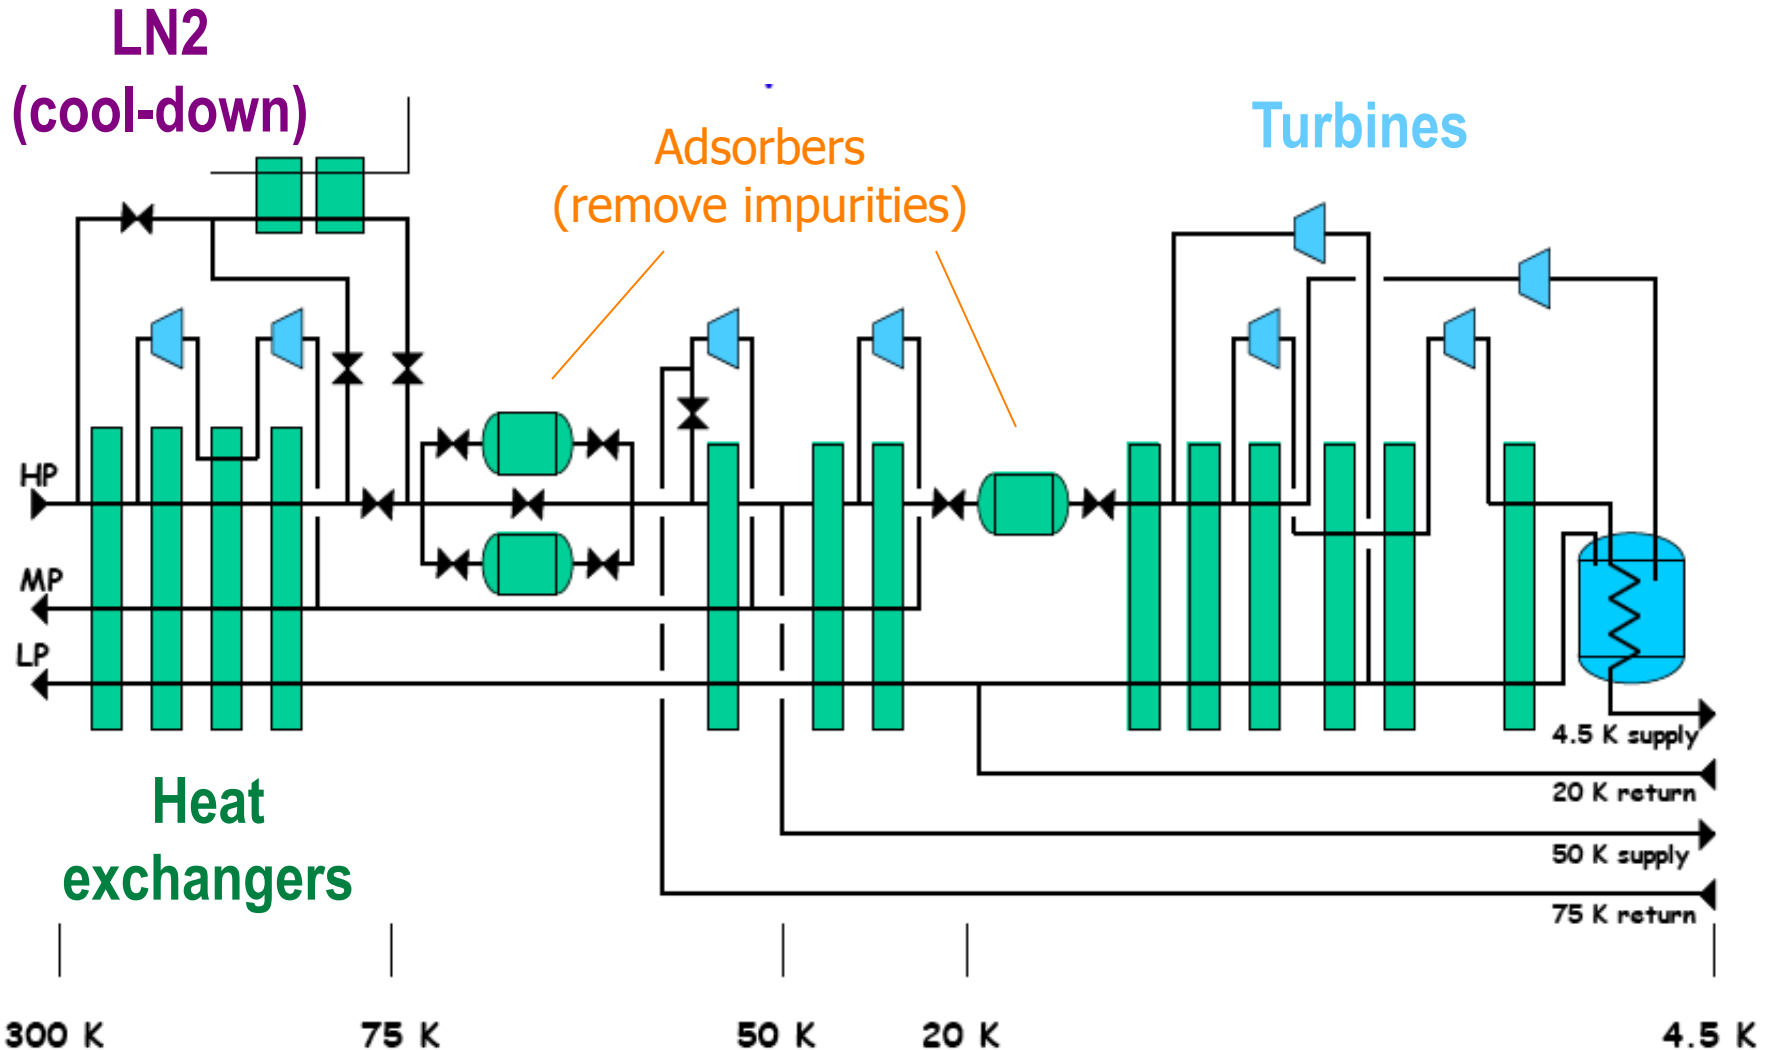 LN2
(cool-down)
Adsorbers
(remove impurities)
Turbines
HP
MP
LP
4.5 K supply
20 K return
50 K supply
75 K return
Heat
exchangers
300 K
75 K
50 K
20 K
4.5 K